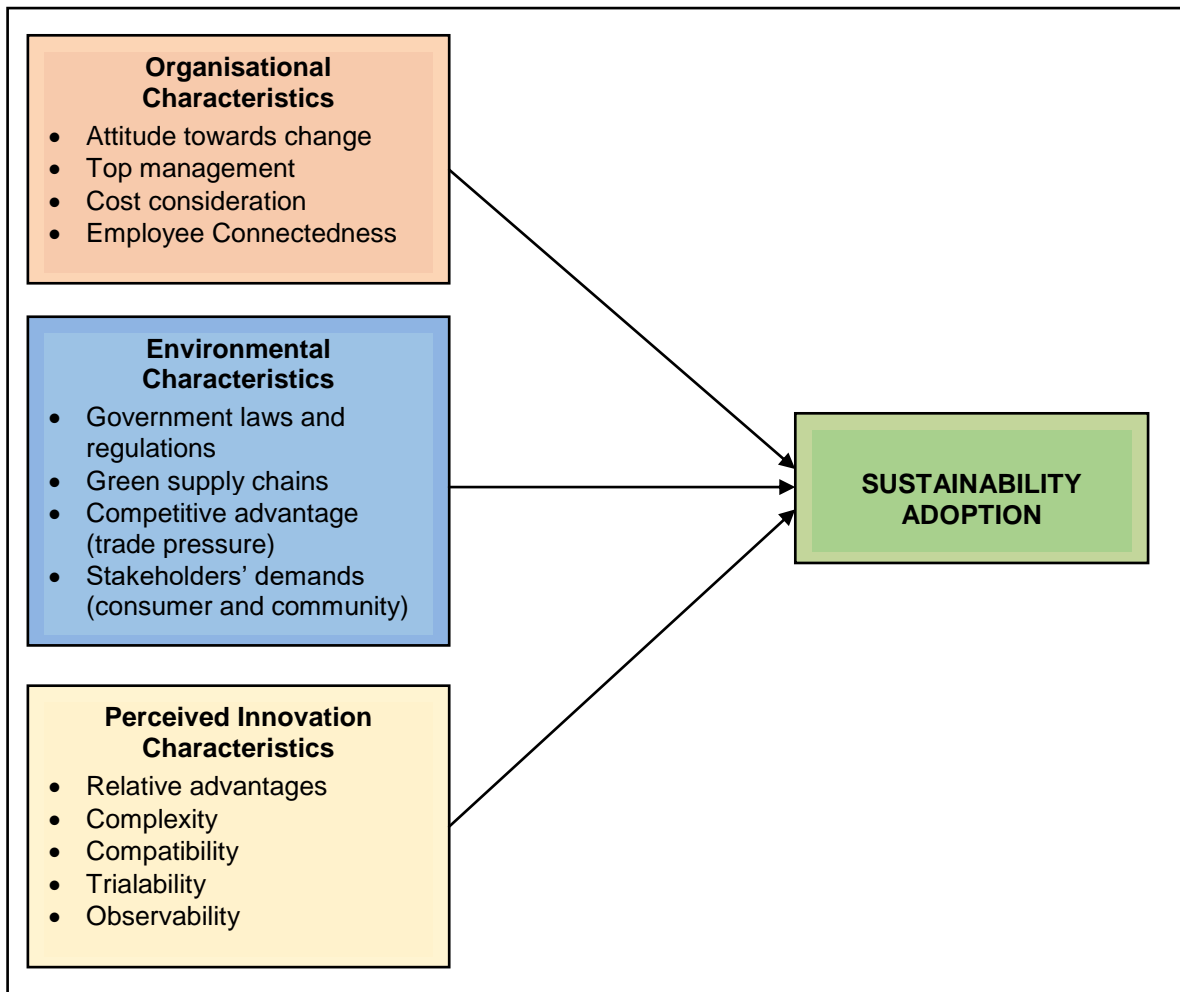 Organisational
Characteristics
• Attitude towards change
• Top management
• Cost consideration
• Employee Connectedness
Environmental
Characteristics
• Government laws and
regulations
• Green supply chains
• Competitive advantage
(trade pressure)
• Stakeholders’ demands
(consumer and community)
Perceived Innovation
Characteristics
• Relative advantages
• Complexity
• Compatibility
• Trialability
• Observability
SUSTAINABILITY
ADOPTION